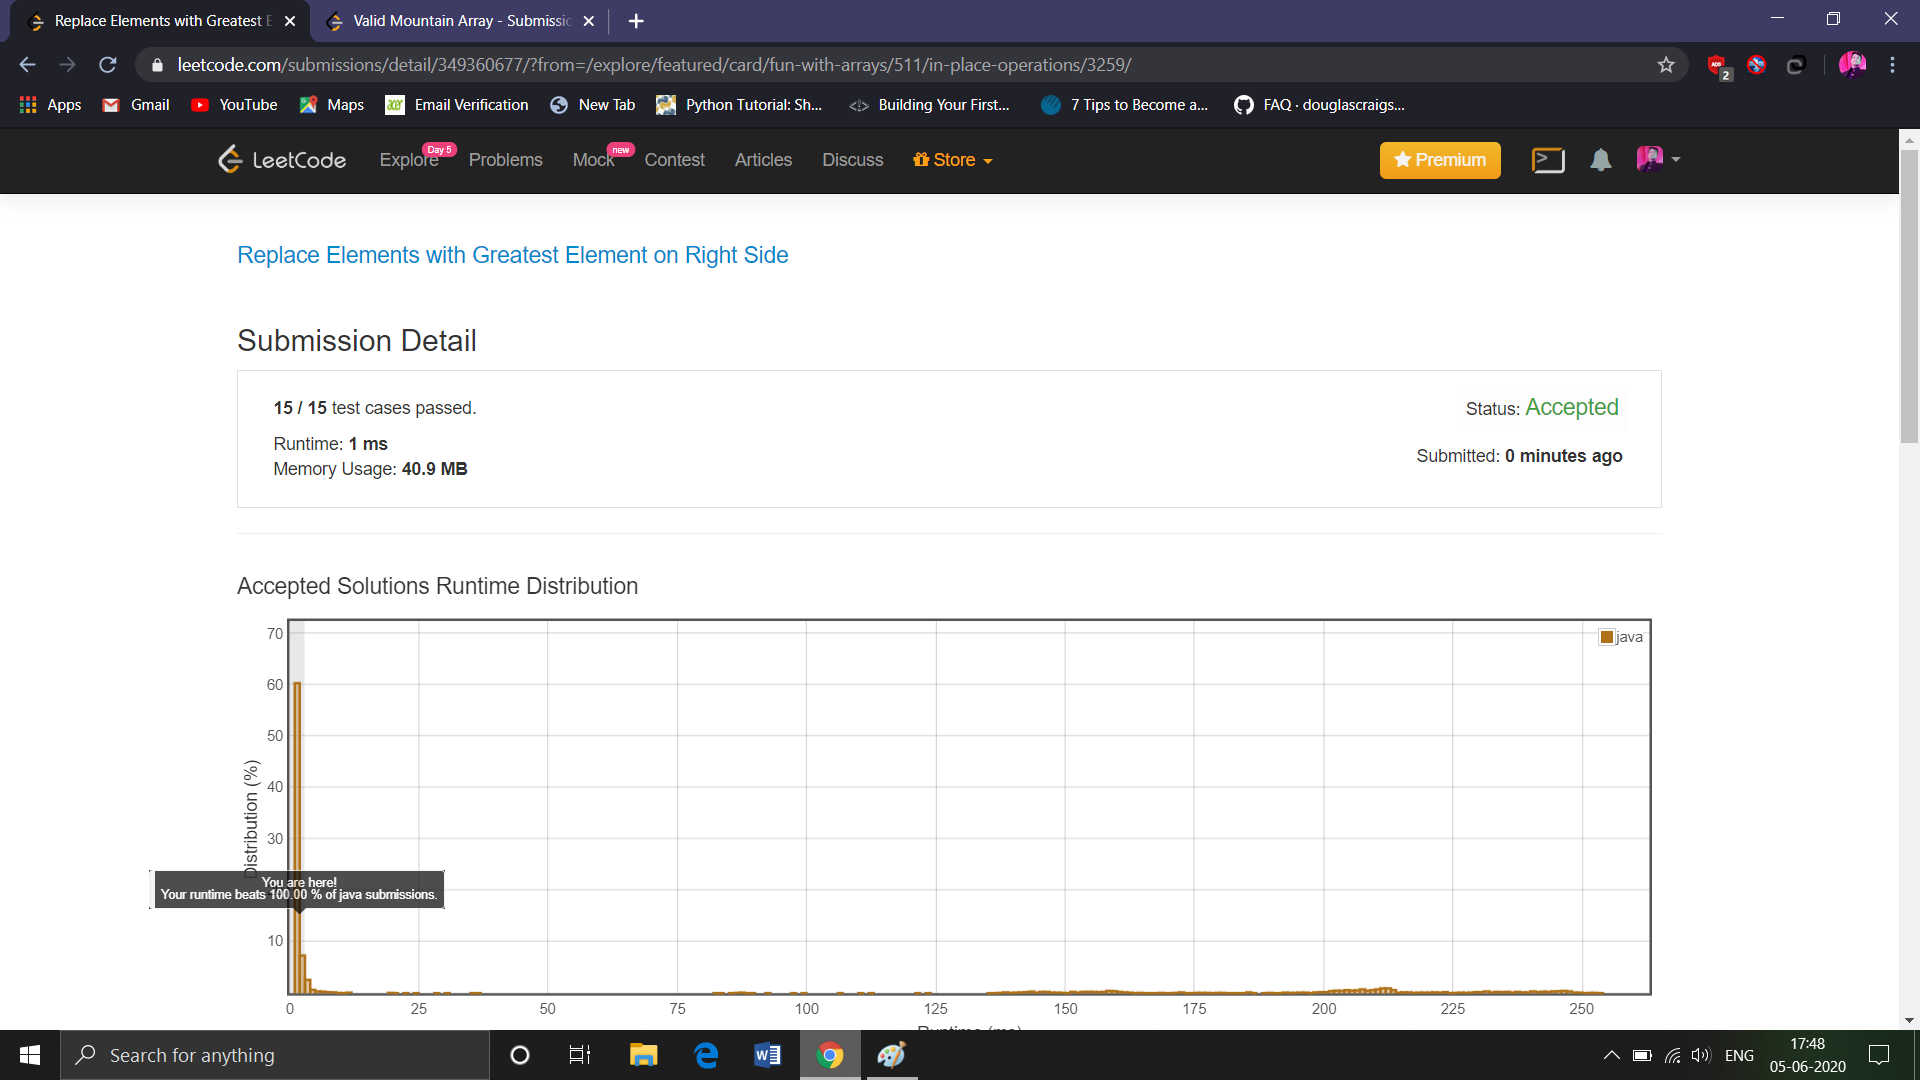 Replace Elements with Greatest E
Valid Mountain Array - Submissio
leetcode.com/submissions/detail/349360677/?from=/explore/featured/card/fun-with-arrays/511/in-place-operations/3259/
2
Apps
Gmail
YouTube
Maps
acer
Email Verification
New Tab
Python Tutorial: Sh...
Building Your First...
7 Tips to Become a...
FAQ · douglascraigs...
LeetCode
Explore
Day 5
Problems
Mock
new
Contest
Articles
Discuss
Store
Premium
Replace Elements with Greatest Element on Right Side
Submission Detail
15 / 15 test cases passed.
Status: Accepted
Runtime: 1 ms
Submitted: 0 minutes ago
Memory Usage: 40.9 MB
Accepted Solutions Runtime Distribution
java
70
60
50
40
30
10
Distribution (%)
You are here!
Your runtime beats 100.00 % of java submissions.
0
25
50
75
100
125
150
175
200
225
250
Runtime (ms)
Search for anything
ENG
17:48
05-06-2020